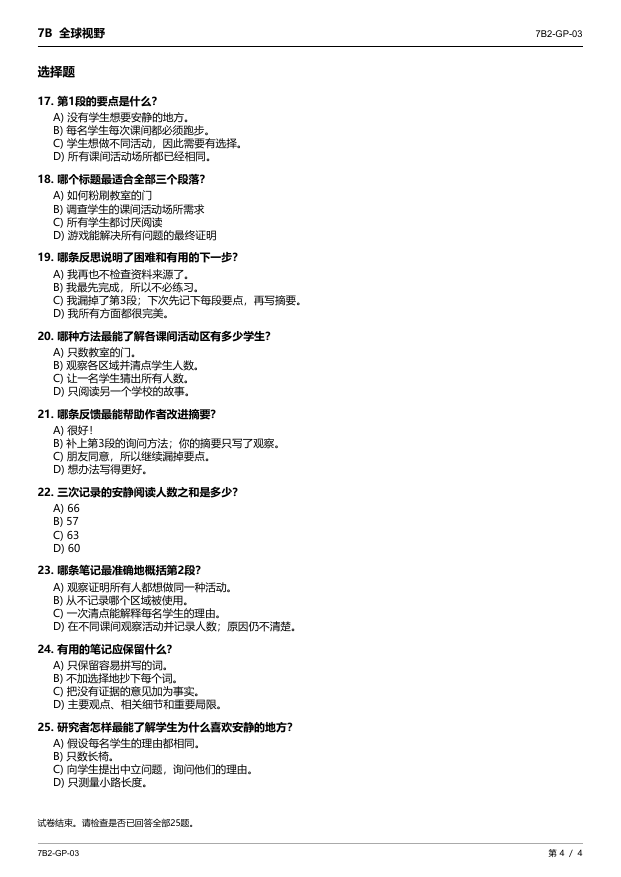 7B 全球视野
7B2-GP-03
选择题
17. 第1段的要点是什么?
A) 没有学生想要安静的地方。
B) 每名学生每次课间都必须跑步。
C) 学生想做不同活动，因此需要有选择。
D) 所有课间活动场所都已经相同。
18. 哪个标题最适合全部三个段落?
A) 如何粉刷教室的门
B) 调查学生的课间活动场所需求
C) 所有学生都讨厌阅读
D) 游戏能解决所有问题的最终证明
19. 哪条反思说明了困难和有用的下一步?
A) 我再也不检查资料来源了。
B) 我最先完成，所以不必练习。
C) 我漏掉了第3段；下次先记下每段要点，再写摘要。
D) 我所有方面都很完美。
20. 哪种方法最能了解各课间活动区有多少学生?
A) 只数教室的门。
B) 观察各区域并清点学生人数。
C) 让一名学生猜出所有人数。
D) 只阅读另一个学校的故事。
21. 哪条反馈最能帮助作者改进摘要?
A) 很好!
B) 补上第3段的询问方法；你的摘要只写了观察。
C) 朋友同意，所以继续漏掉要点。
D) 想办法写得更好。
22. 三次记录的安静阅读人数之和是多少?
A) 66
B) 57
C) 63
D) 60
23. 哪条笔记最准确地概括第2段?
A) 观察证明所有人都想做同一种活动。
B) 从不记录哪个区域被使用。
C) 一次清点能解释每名学生的理由。
D) 在不同课间观察活动并记录人数；原因仍不清楚。
24. 有用的笔记应保留什么?
A) 只保留容易拼写的词。
B) 不加选择地抄下每个词。
C) 把没有证据的意见加为事实。
D) 主要观点、相关细节和重要局限。
25. 研究者怎样最能了解学生为什么喜欢安静的地方?
A) 假设每名学生的理由都相同。
B) 只数长椅。
C) 向学生提出中立问题，询问他们的理由。
D) 只测量小路长度。
试卷结束。请检查是否已回答全部25题。
7B2-GP-03
第 4 / 4